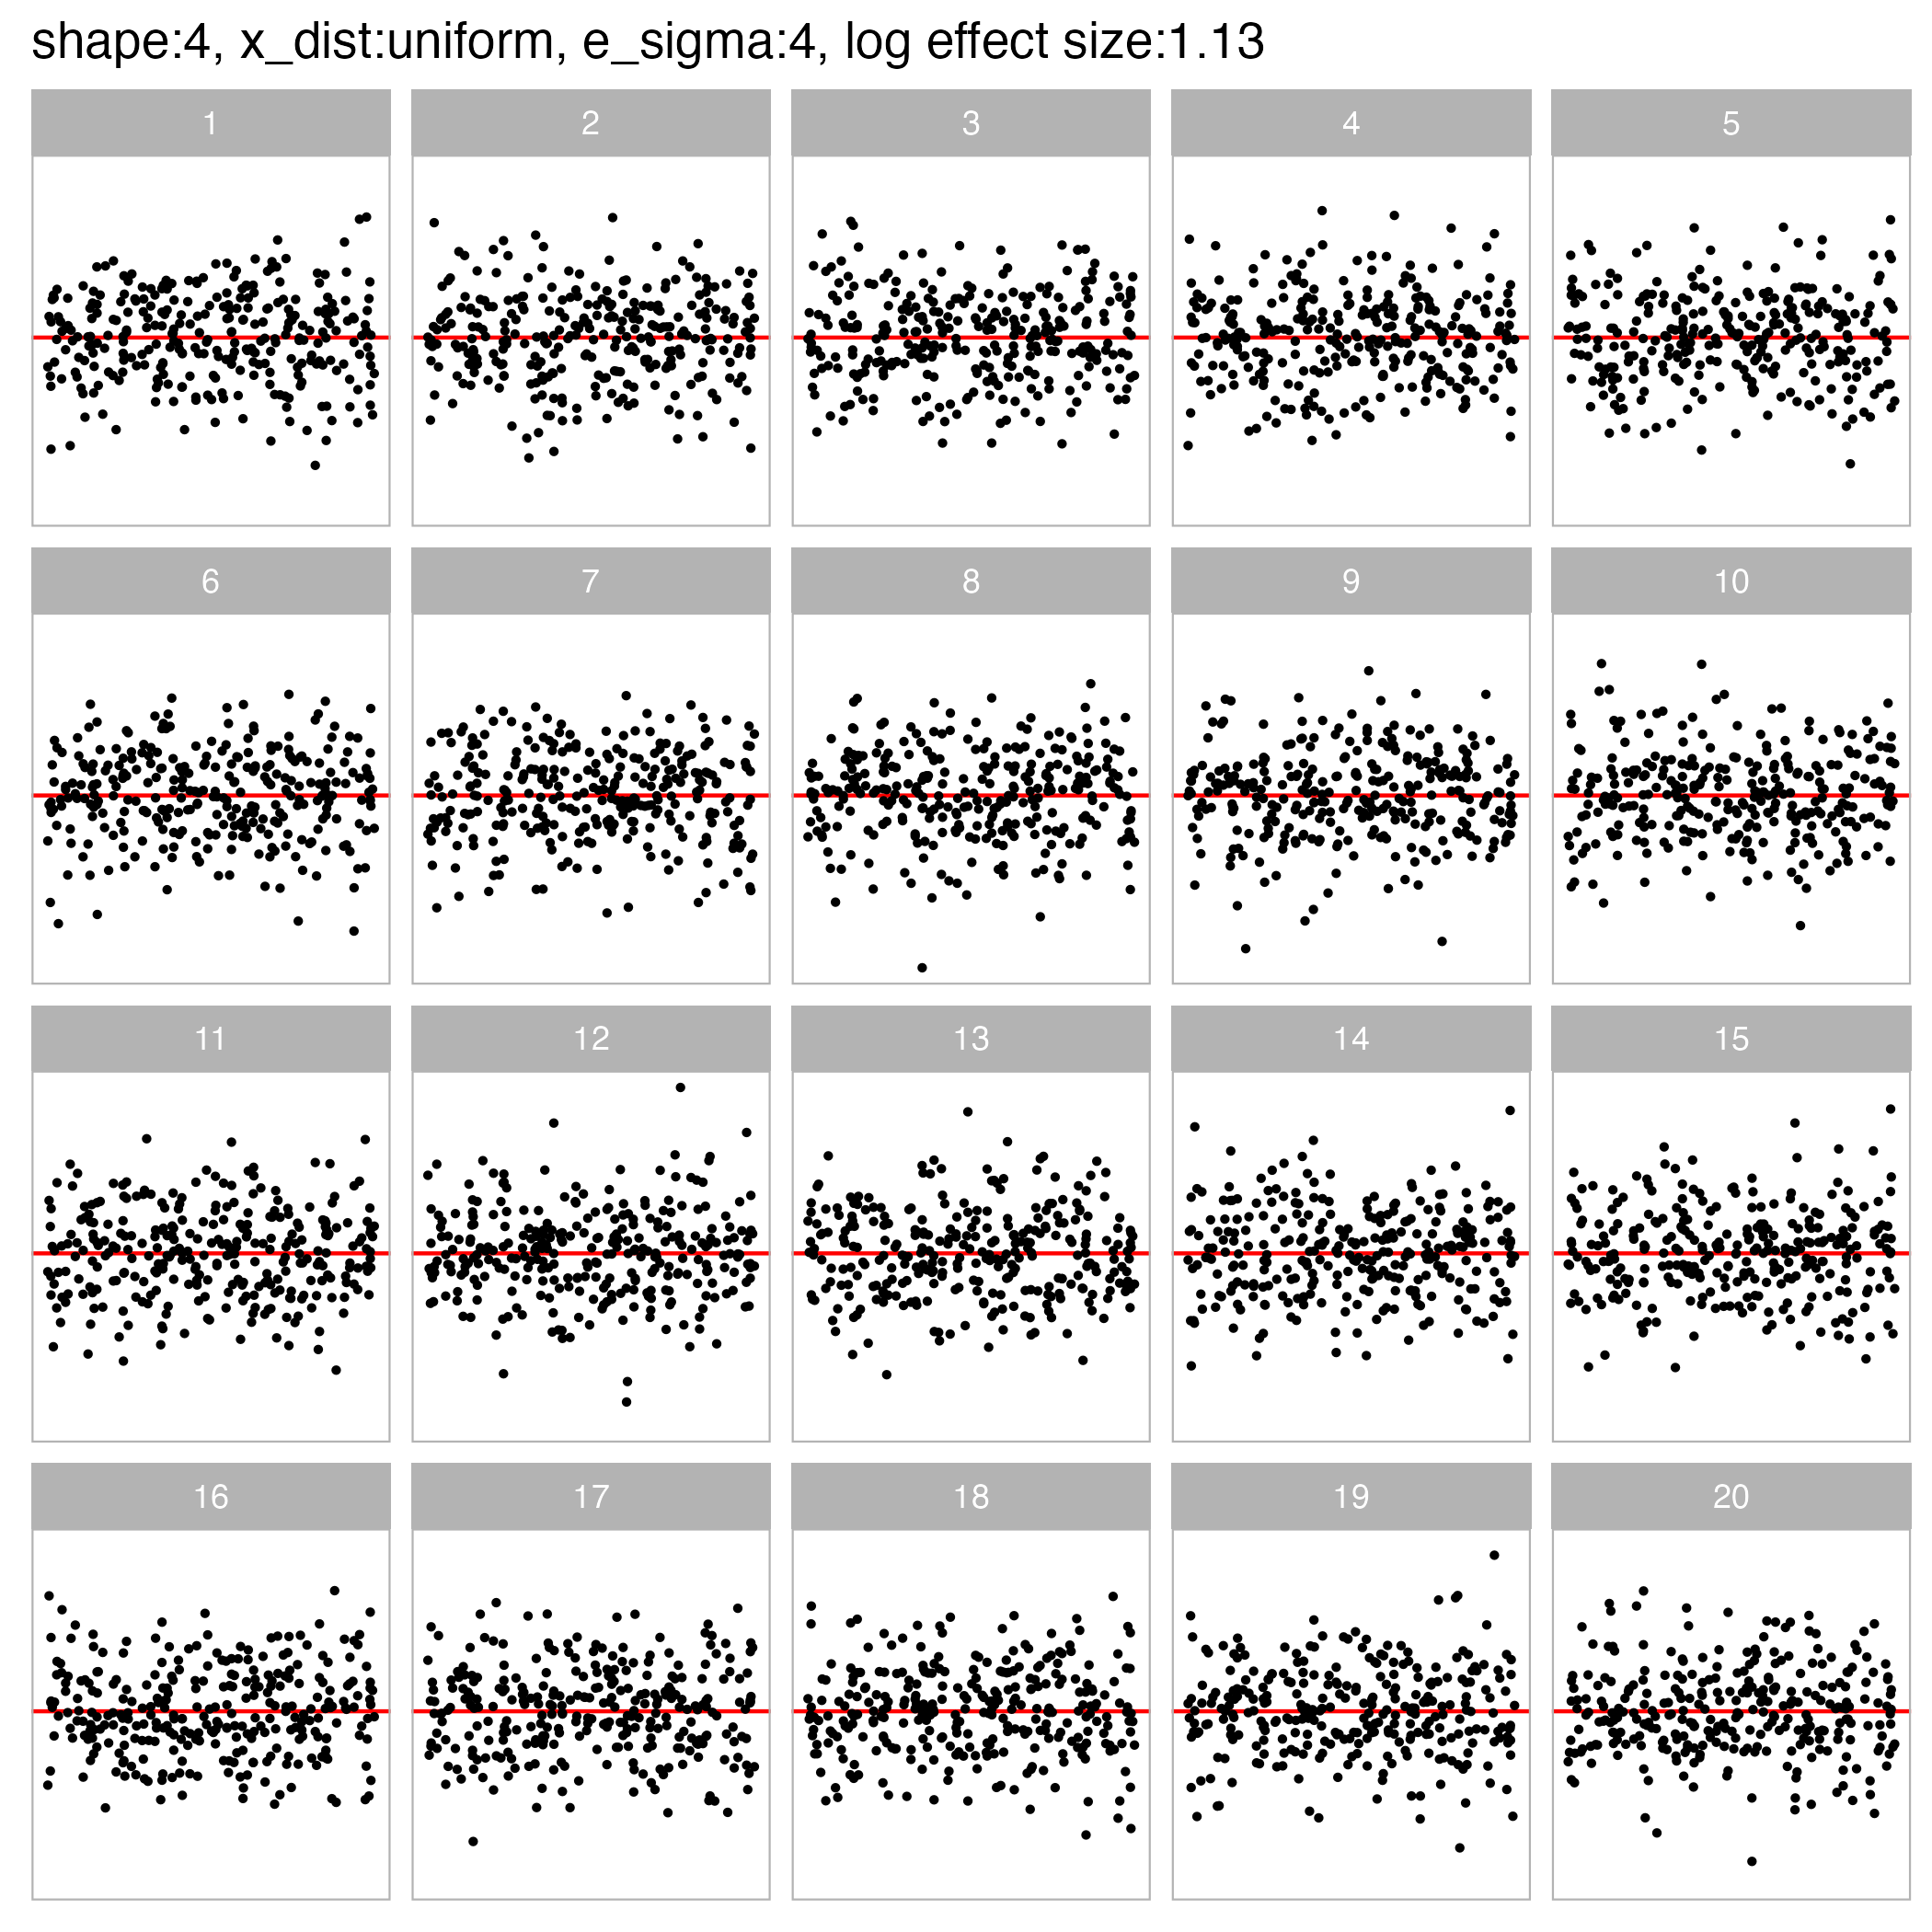 shape:4, x_dist:uniform, e_sigma:4, log effect size:1.13
1 2 3 4 5
6 7 8 9 10
11 12 13 14 15
16 17 18 19 20